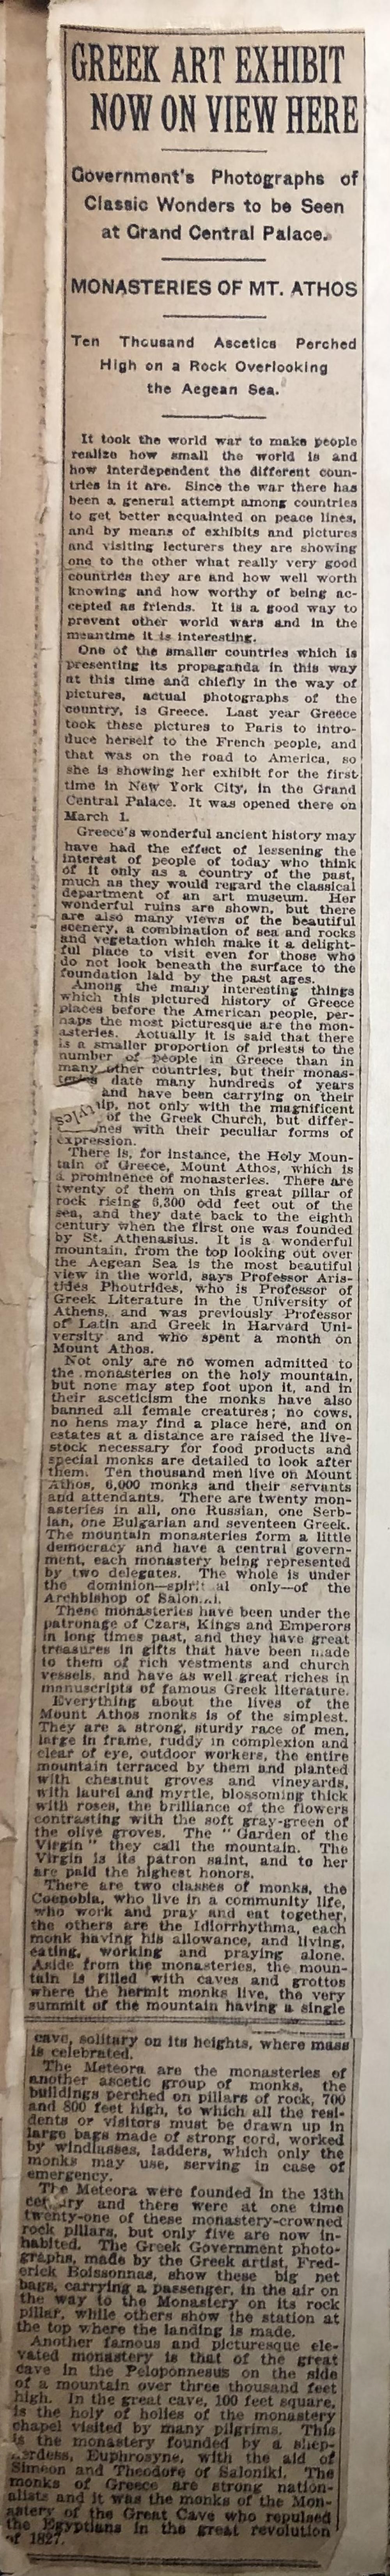 GREEK ART EXHIBIT
NOW ON VIEW HERE
Government's Photographs of
Classic Wonders to be Seen
at Grand Central Palace.
MONASTERIES OF MT. ATHOS
Ten Thousand Ascetics Perched
High on a Rock Overlooking
the Aegean Sea.
It took the world war to make people
realize how small the world is and
how interdependent the different coun-
tries in it are. Since the war there has
been a general attempt among countries
to get better acquainted on peace lines,
and by means of exhibits and pictures
and visiting lecturers they are showing
one to the other what really very good
countries they are and how well worth
knowing and how worthy of being ac-
cepted as friends. It is a good way to
prevent other world wars and in the
meantime it is interesting.
One of the smaller countries which is
presenting its propaganda in this way
at this time and chiefly in the way of
pictures, actual photographs of the
country, is Greece. Last year Greece
took these pictures to Paris to intro-
duce herself to the French people, and
that was on the road to America, so
she is showing her exhibit for the first
time in New York City, in the Grand
Central Palace. It was opened there on
March 1.
Greece's wonderful ancient history may
have had the effect of lessening the
interest of people of today who think
of it only as a country of the past,
much as they would regard the classical
department of an art museum. Her
wonderful ruins are shown, but there
are also many views of the beautiful
scenery, a combination of sea and rocks
and vegetation which make it a delight-
ful place to visit even for those who
do not look beneath the surface to the
foundation laid by the past ages.
Among the many interesting things
which this pictured history of Greece
places before the American people, per-
haps the most picturesque are the mon-
asteries. Actually it is said that there
is a smaller proportion of priests to the
number of people in Greece than in
many other countries, but their monas-
teries date many hundreds of years
and have been carrying on their
not only with the magnificent
of the Greek Church, but differ-
with their peculiar forms of
expression.
There is, for instance, the Holy Moun-
tain of Greece, Mount Athos, which is
a prominence of monasteries. There are
twenty of them on this great pillar of
rock rising 6,300 odd feet out of the
sea, and they date back to the eighth
century when the first one was founded
by St. Athenasius. It is a wonderful
mountain, from the top looking out over
the Aegean Sea is the most beautiful
view in the world, says Professor Aris-
tides Phoutrides, who is Professor of
Greek Literature in the University of
Athens, and was previously Professor
of Latin and Greek in Harvard Uni-
versity and who spent a month on
Mount Athos.
Not only are no women admitted to
the monasteries on the holy mountain,
but none may step foot upon it, and in
their asceticism the monks have also
banned all female creatures; no cows,
no hens may find a place here, and on
estates at a distance are raised the live-
stock necessary for food products and
special monks are detailed to look after
them. Ten thousand men live on Mount
Athos, 6,000 monks and their servants
and attendants. There are twenty mon-
asteries in all, one Russian, one Serb-
ian, one Bulgarian and seventeen Greek.
The mountain monasteries form a little
democracy and have a central govern-
ment, each monastery being represented
by two delegates. The whole is under
the dominion—spiritual only—of the
Archbishop of
These monasteries have been under the
patronage of Czars, Kings and Emperors
in long times past, and they have great
treasures in gifts that have been made
to them of rich vestments and church
vessels, and have as well great riches in
manuscripts of famous Greek literature.
Everything about the lives of the
Mount Athos monks is of the simplest.
They are a strong, sturdy race of men,
large in frame, ruddy in complexion and
clear of eye, outdoor workers, the entire
mountain terraced by them and planted
with chestnut groves and vineyards,
with laurel and myrtle, blossoming thick
with roses, the brilliance of the flowers
contrasting with the soft gray-green of
the olive groves. The "Garden of the
Virgin" they call the mountain. The
Virgin is its patron saint, and to her
are paid the highest honors.
There are two classes of monks, the
Coenobia, who live in a community life,
who work and pray and eat together,
the others are the Idiorrhythma, each
monk having his allowance, and living,
eating, working and praying alone.
Aside from the monasteries, the moun-
tain is filled with caves and grottos
where the hermit monks live, the very
summit of the mountain having a single
cave, solitary on its heights, where mass
is celebrated.
The Meteora are the monasteries of
another ascetic group of monks, the
buildings perched on pillars of rock, 700
and 800 feet high, to which all the resi-
dents or visitors must be drawn up in
large bags made of strong cord, worked
by windlasses, ladders, which only the
monks may use, serving in case of
emergency.
The Meteora were founded in the 13th
century and there were at one time
twenty-one of these monastery-crowned
rock pillars, but only five are now in-
habited. The Greek Government photo-
graphs, made by the Greek artist, Fred-
erick Boissonnas, show these big net
bags, carrying a passenger, in the air on
the way to the Monastery on its rock
pillar, while others show the station at
the top where the landing is made.
Another famous and picturesque ele-
vated monastery is that of the great
cave in the Peloponnesus on the side
of a mountain over three thousand feet
high. In the great cave, 100 feet square,
is the holy of holies of the monastery
chapel visited by many pilgrims. This
is the monastery founded by a shep-
herdess, Euphrosyne, with the aid of
Simeon and Theodore of Saloniki. The
monks of Greece are strong nation-
alists and it was the monks of the Mon-
astery of the Great Cave who repulsed
the Egyptians in the great revolution
of 1827.